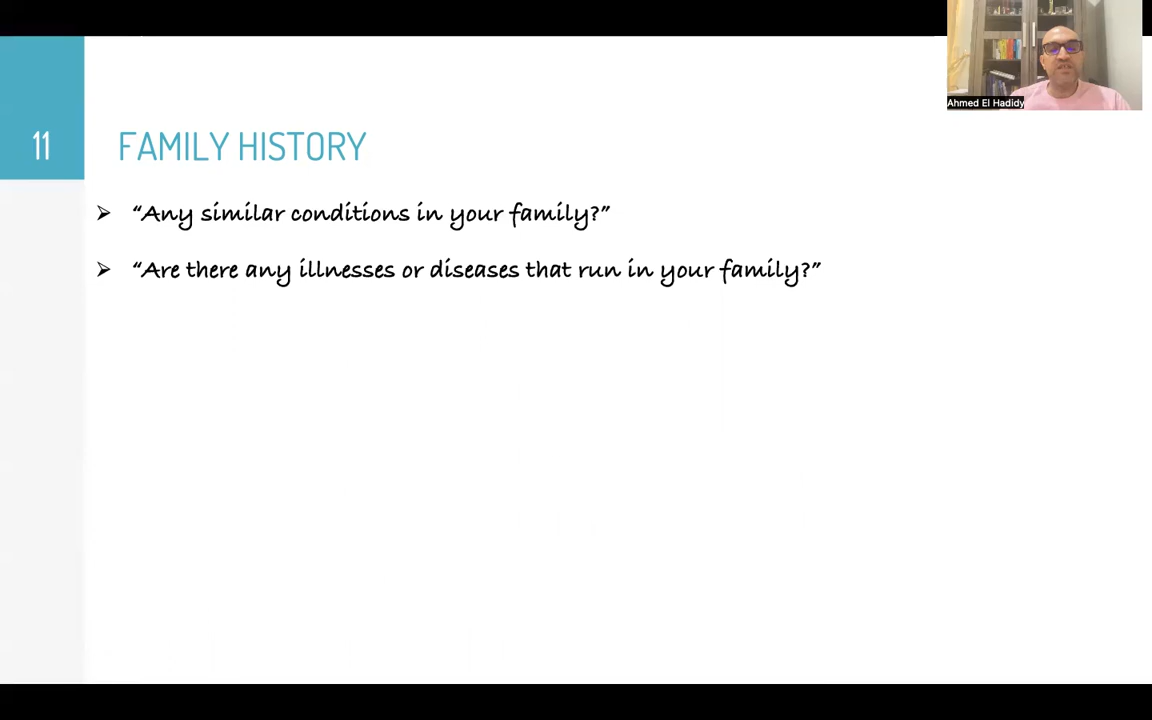 Ahmed El Hadidy
11
FAMILY HISTORY
➢ “Any similar conditions in your family?”
➢ “Are there any illnesses or diseases that run in your family?”